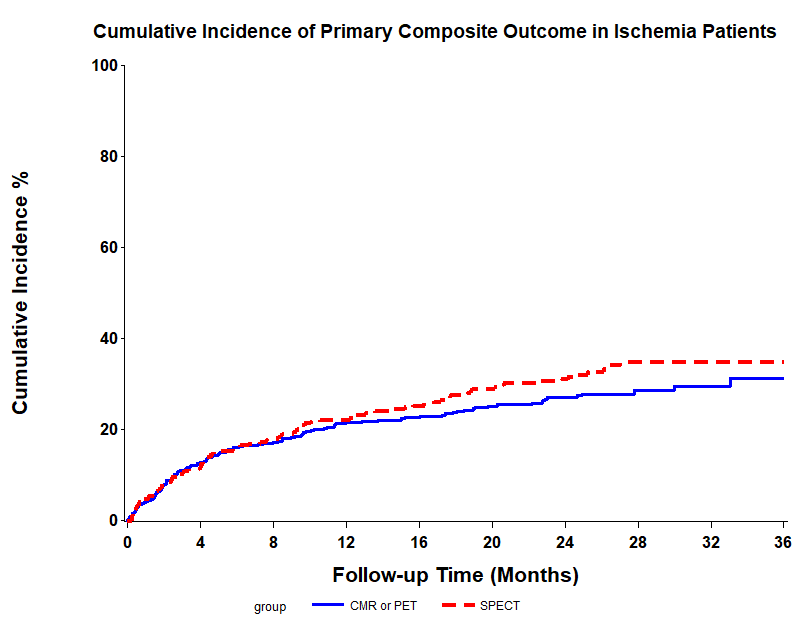 Cumulative Incidence of Primary Composite Outcome in Ischemia Patients
Cumulative Incidence %
100
80
60
40
20
0
0 4 8 12 16 20 24 28 32 36
Follow-up Time (Months)
group CMR or PET SPECT